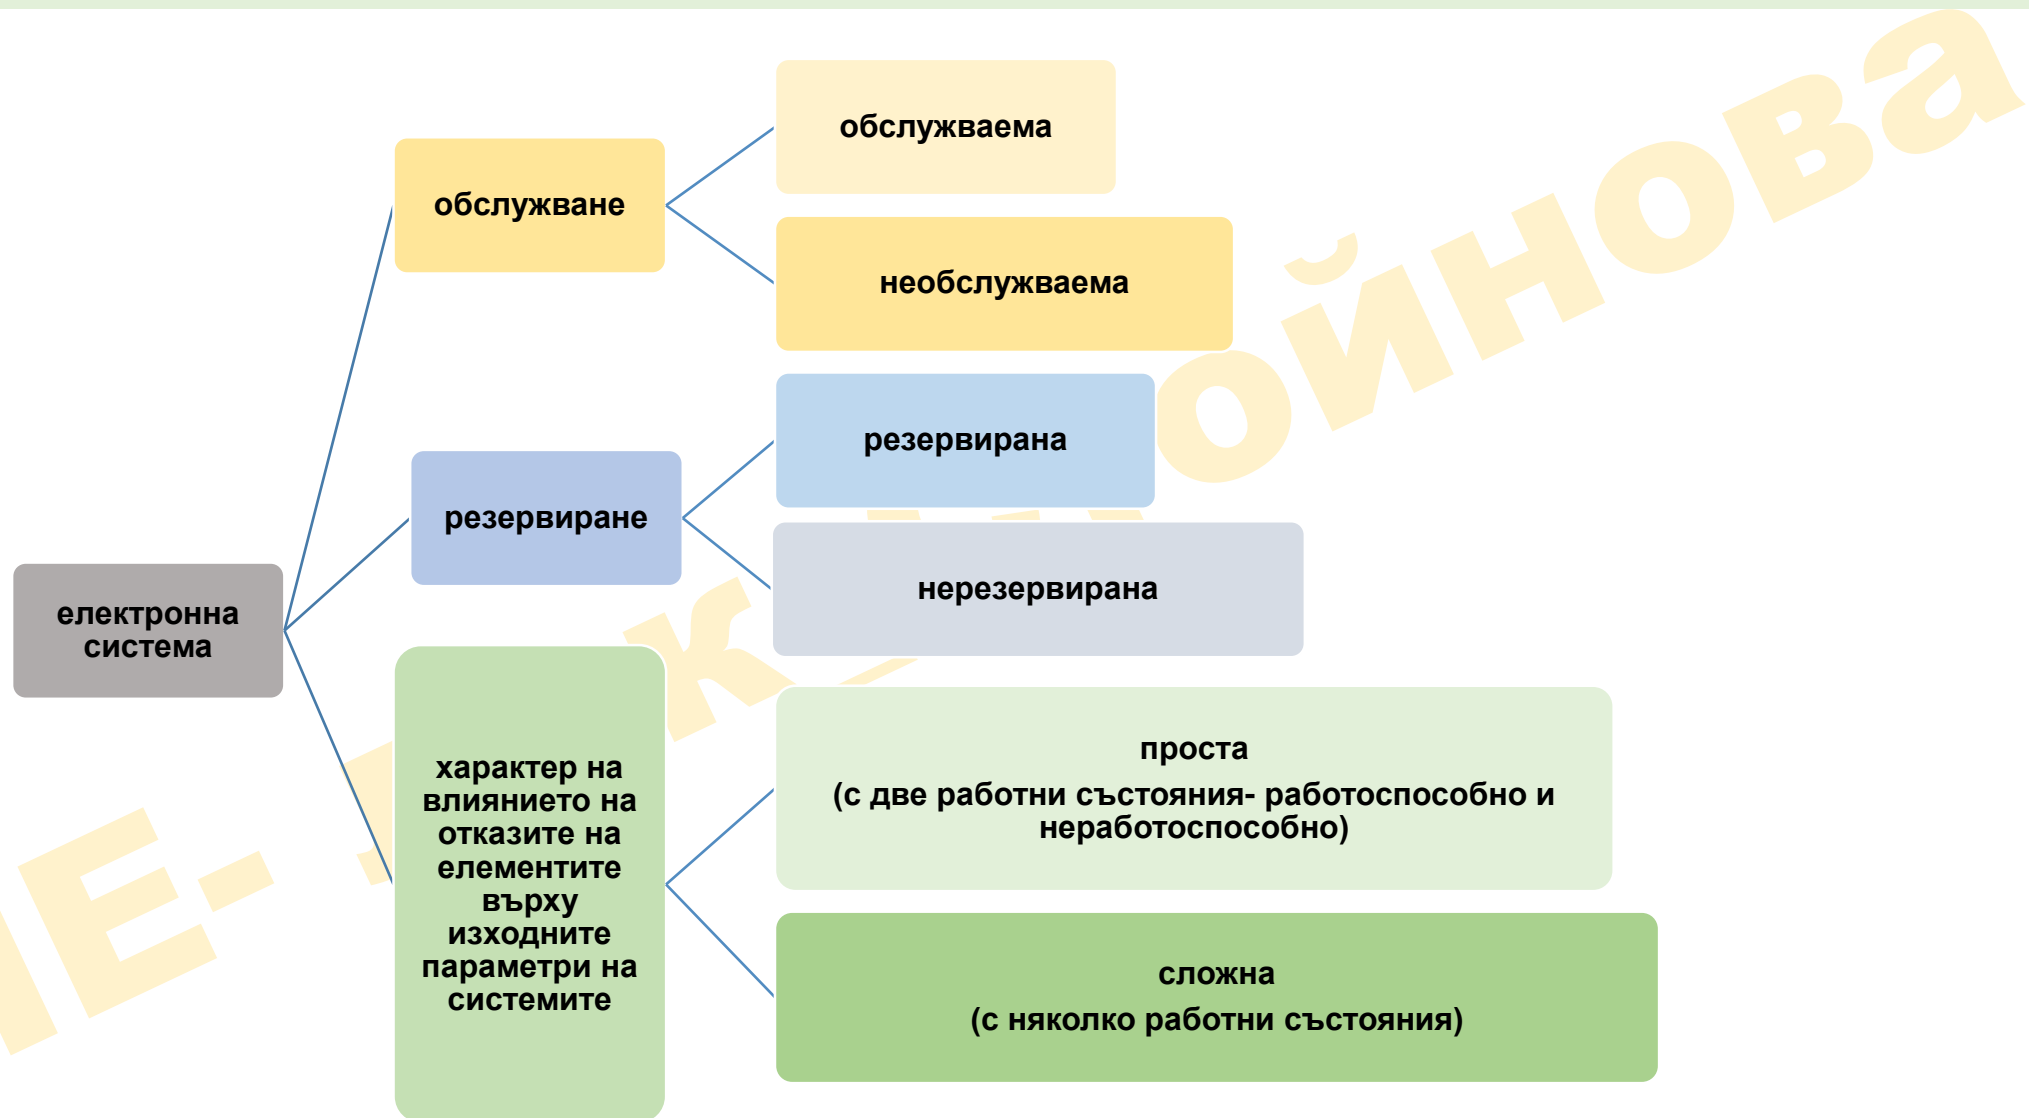 обслужваема
обслужване
необслужваема
резервирана
резервиране
нерезервирана
електронна
система
характер на
влиянието на
отказите на
елементите
върху
изходните
параметри на
системите
проста
(с две работни състояния- работоспособно и
неработоспособно)
сложна
(с няколко работни състояния)